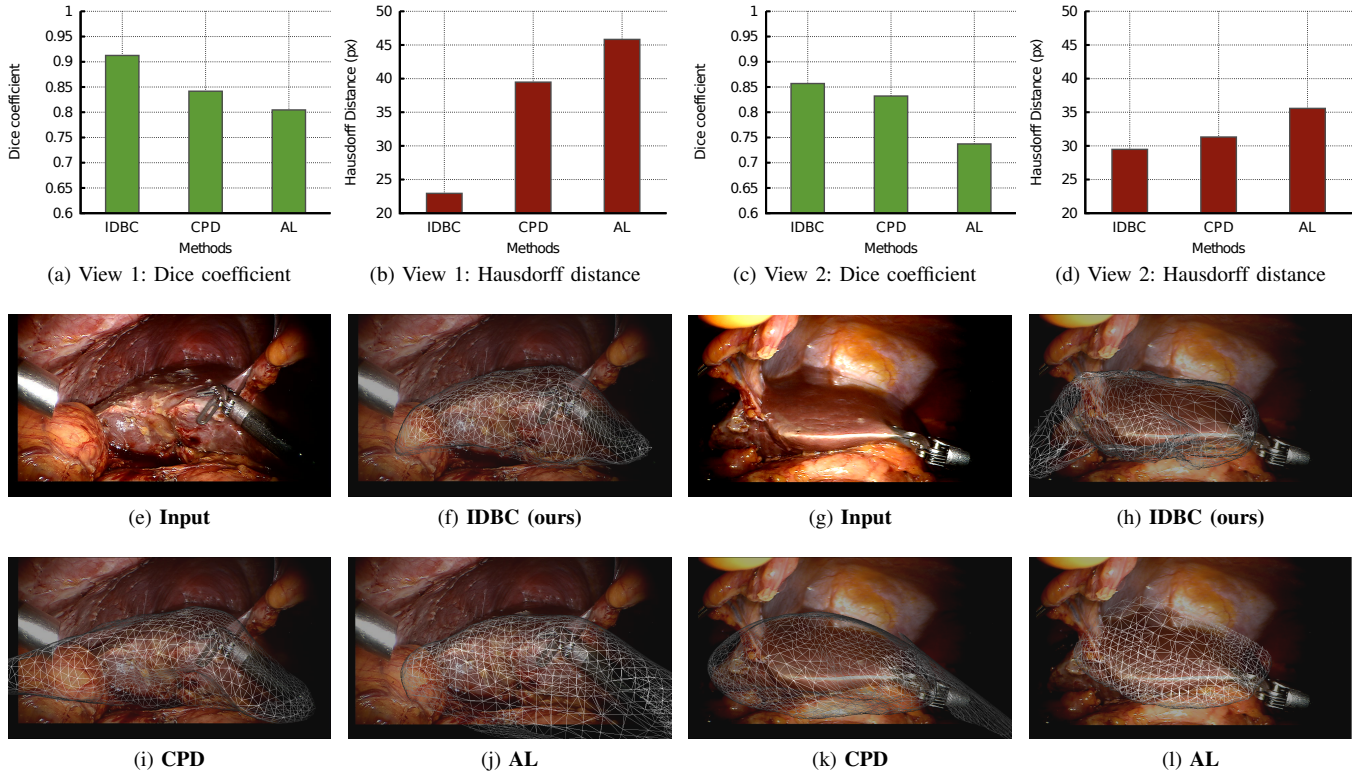 1
0.95
0.9
0.85
0.8
0.75
0.7
0.65
0.6
Dice coefficient
IDBC CPD AL
Methods
(a) View 1: Dice coefficient
50
45
40
35
30
25
20
Hausdorff Distance (px)
IDBC CPD AL
Methods
(b) View 1: Hausdorff distance
1
0.95
0.9
0.85
0.8
0.75
0.7
0.65
0.6
Dice coefficient
IDBC CPD AL
Methods
(c) View 2: Dice coefficient
50
45
40
35
30
25
20
Hausdorff Distance (px)
IDBC CPD AL
Methods
(d) View 2: Hausdorff distance
(e) Input
(f) IDBC (ours)
(g) Input
(h) IDBC (ours)
(i) CPD
(j) AL
(k) CPD
(l) AL